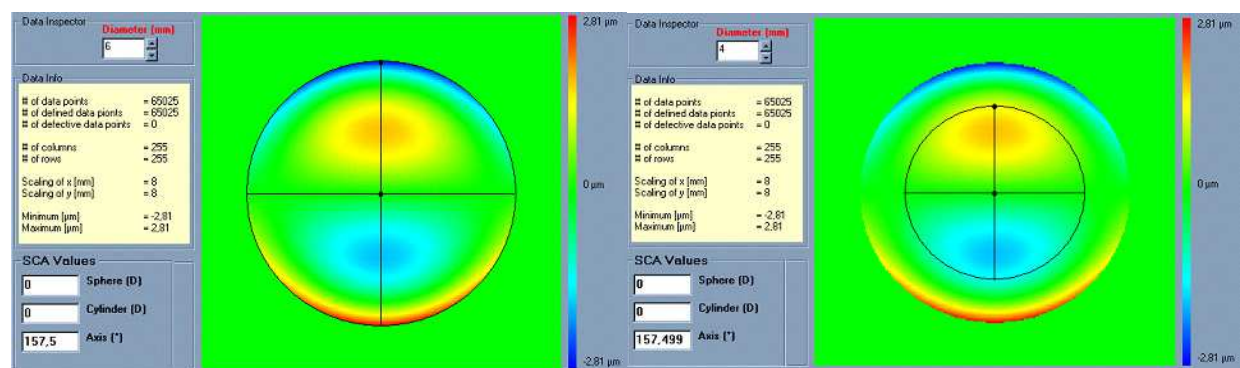 Data Inspector
Diameter (mm)
6
Data Info
# of data points = 65025
# of defined data pionts = 65025
# of defective data points = 0
# of columns = 255
# of rows = 255
Scaling of x [mm] = 8
Scaling of y [mm] = 8
Minimum [µm] = -2,81
Maximum [µm] = 2,81
SCA Values
0 Sphere (D)
0 Cylinder (D)
157,5 Axis (°)
2,81 µm
0 µm
-2,81 µm
Data Inspector
Diameter (mm)
4
Data Info
# of data points = 65025
# of defined data pionts = 65025
# of defective data points = 0
# of columns = 255
# of rows = 255
Scaling of x [mm] = 8
Scaling of y [mm] = 8
Minimum [µm] = -2,81
Maximum [µm] = 2,81
SCA Values
0 Sphere (D)
0 Cylinder (D)
157,499 Axis (°)
2,81 µm
0 µm
-2,81 µm